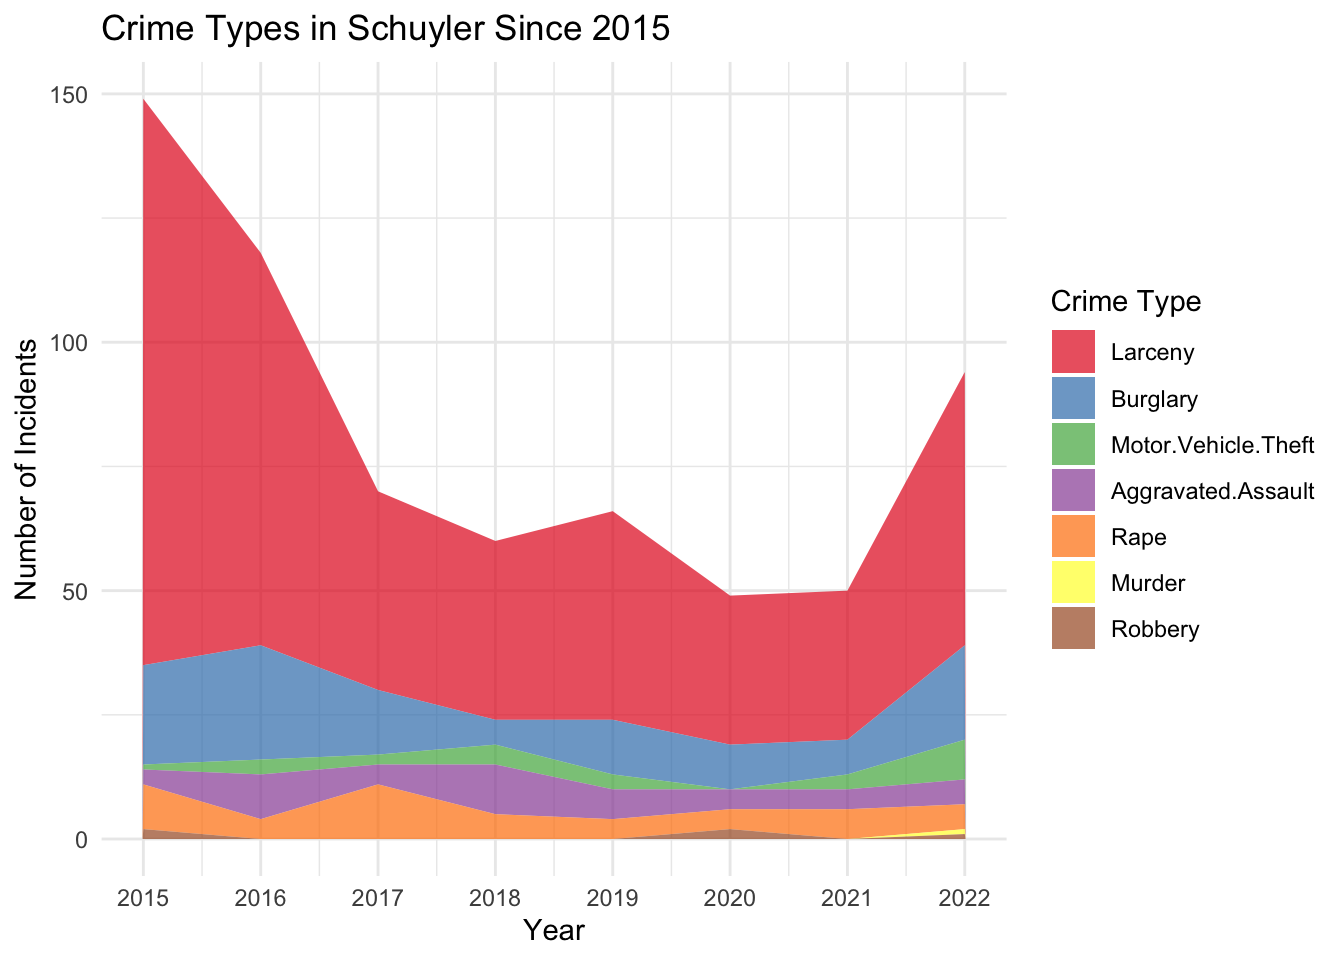 Crime Types in Schuyler Since 2015
Number of Incidents
150
100
50
0
2015 2016 2017 2018 2019 2020 2021 2022
Year
Crime Type
Larceny
Burglary
Motor.Vehicle.Theft
Aggravated.Assault
Rape
Murder
Robbery